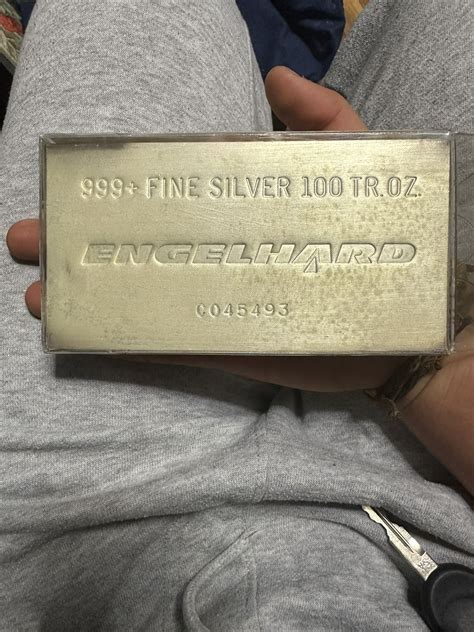 999+ FINE SILVER 100 TR.OZ.
ENGELHARD
C045493